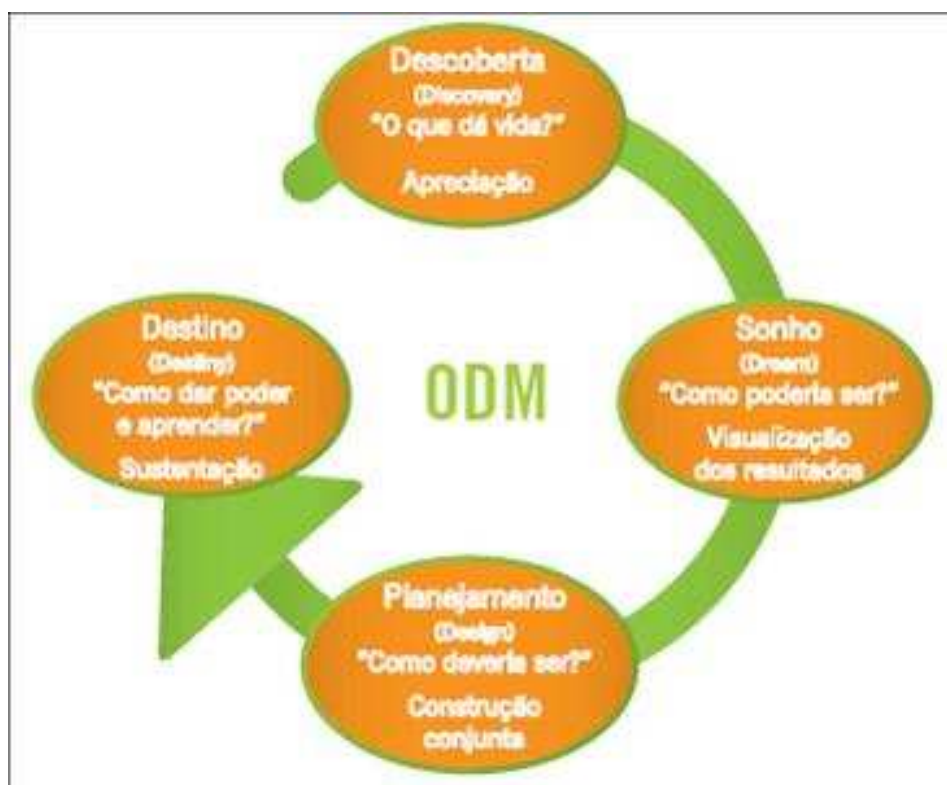 Descoberta
(Discovery)
"O que dá vida?"
Apreciação
Sonho
(Dream)
"Como poderia ser?"
Visualização
dos resultados
Planejamento
(Design)
"Como deveria ser?"
Construção
conjunta
Destino
(Destiny)
"Como dar poder
e aprender?"
Sustentação
ODM